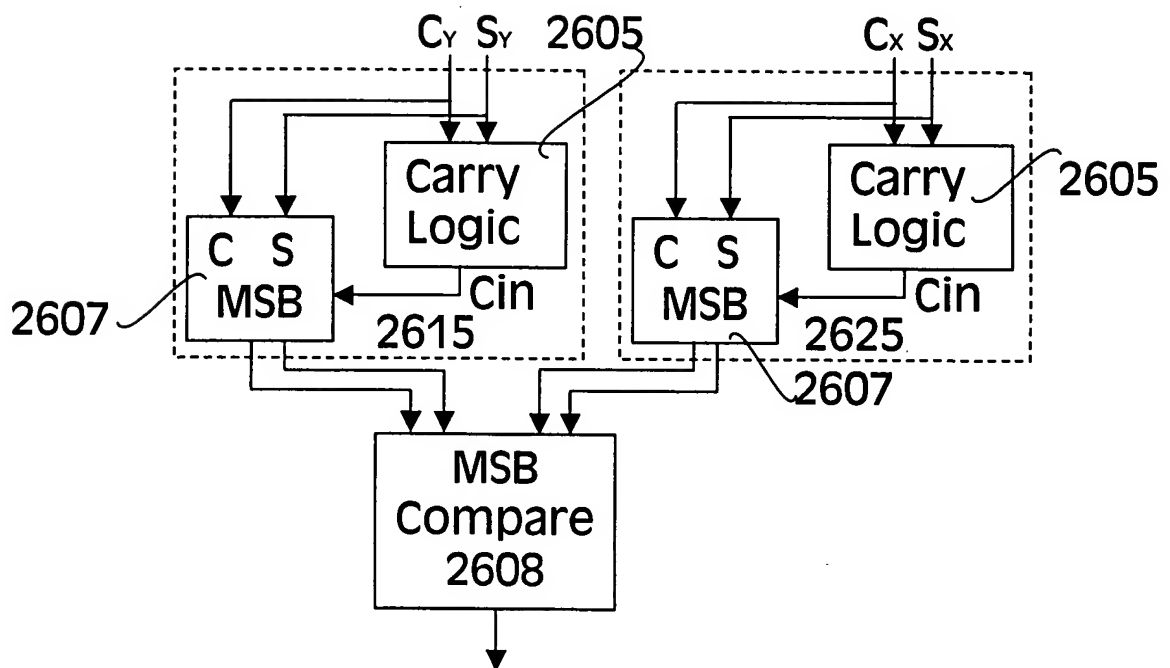 CY SY 2605
CX SX
Carry
Logic
Carry
Logic
2605
C S
MSB
Cin
2607
2615
C S
MSB
Cin
2625
2607
MSB
Compare
2608